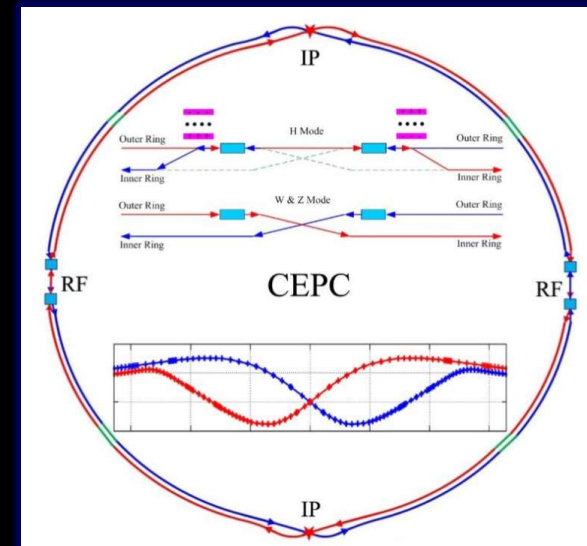 IP
H Mode
Outer Ring
Outer Ring
Inner Ring
Inner Ring
W & Z Mode
Outer Ring
Outer Ring
Inner Ring
Inner Ring
RF
CEPC
RF
IP